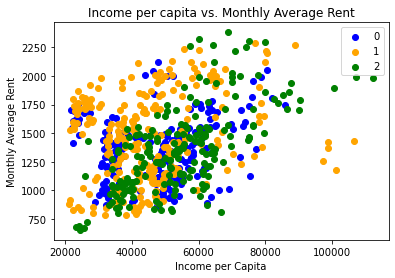 Income per capita vs. Monthly Average Rent
0
1
2
2250
2000
1750
1500
1250
1000
750
Monthly Average Rent
20000 40000 60000 80000 100000
Income per Capita